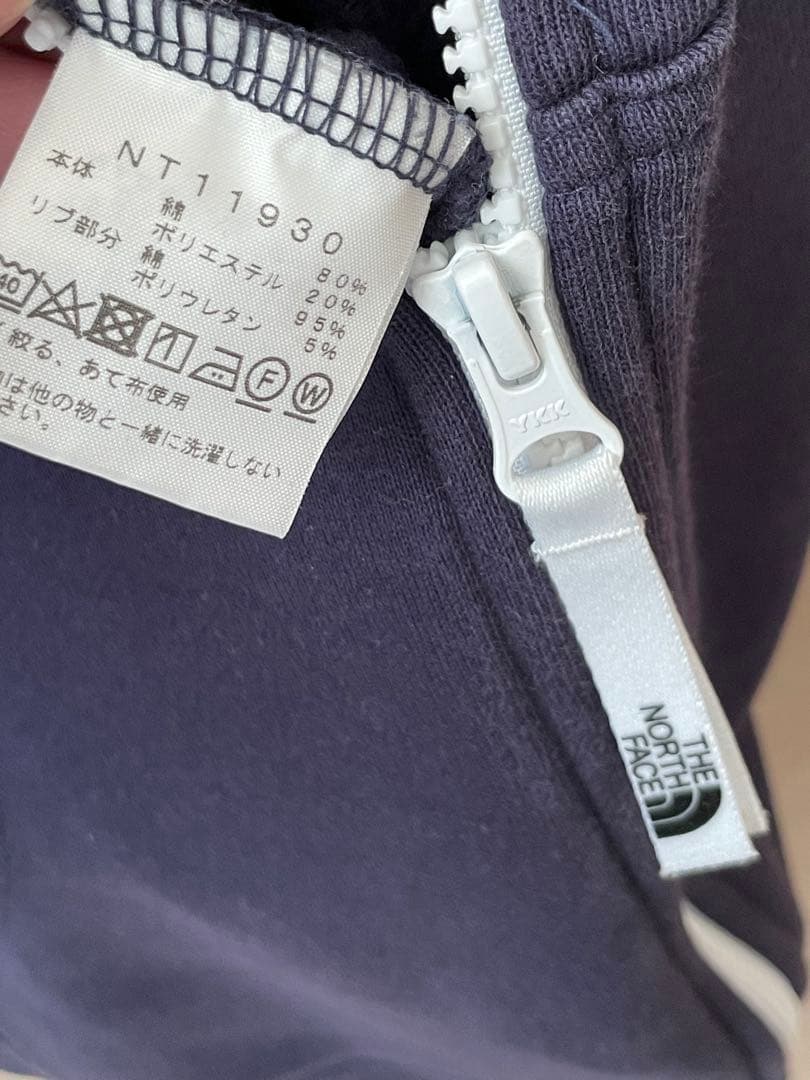 NT11930
本体 綿 80%
ポリエステル 20%
リブ部分 綿 95%
ポリウレタン 5%
40
F
W
絞る、あて布使用
は他の物と一緒に洗濯しない
さい。
YKK
THE
NORTH
FACE